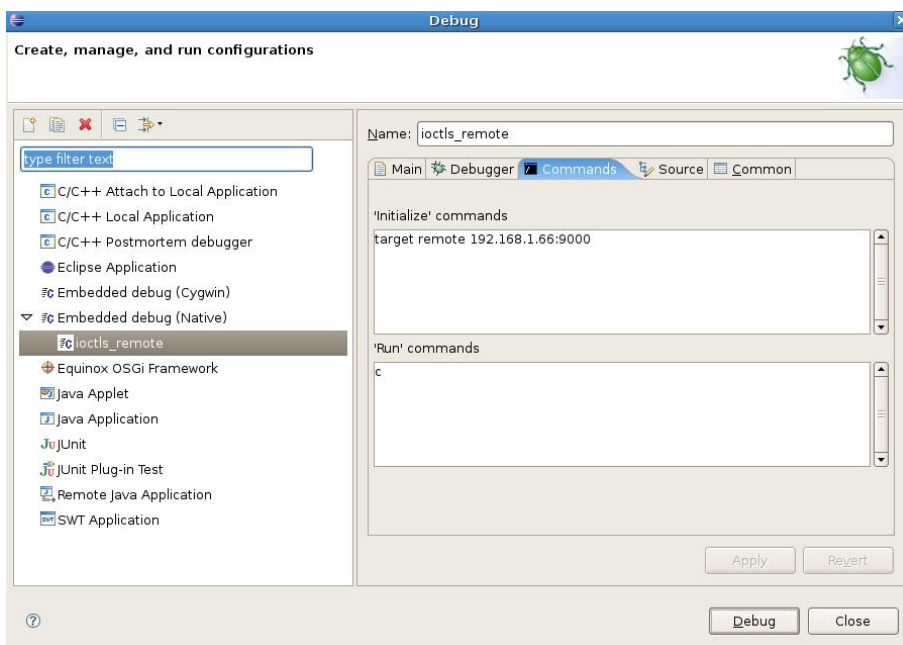 Debug
Create, manage, and run configurations
type filter text
C/C++ Attach to Local Application
C/C++ Local Application
C/C++ Postmortem debugger
Eclipse Application
Embedded debug (Cygwin)
Embedded debug (Native)
ioctls_remote
Equinox OSGi Framework
Java Applet
Java Application
JUnit
JUnit Plug-in Test
Remote Java Application
SWT Application
Name: ioctls_remote
Main Debugger Commands Source Common
'Initialize' commands
target remote 192.168.1.66:9000
'Run' commands
c
Apply Revert
Debug Close